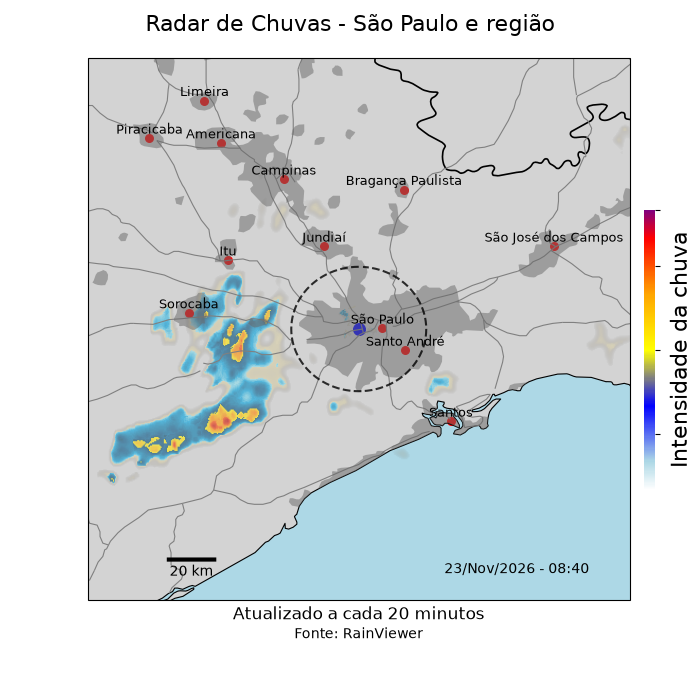 Radar de Chuvas - São Paulo e região
Limeira
Piracicaba
Americana
Campinas
Bragança Paulista
Jundiaí
São José dos Campos
Itu
Sorocaba
São Paulo
Santo André
Santos
20 km
23/Nov/2026 - 08:40
Intensidade da chuva
Atualizado a cada 20 minutos
Fonte: RainViewer